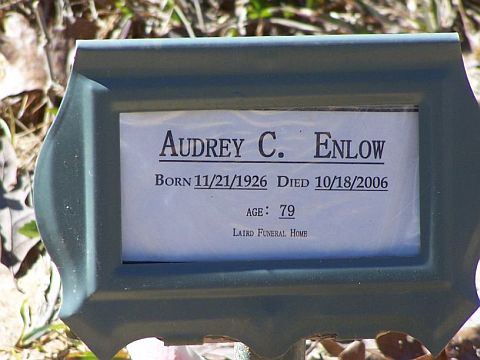 AUDREY C. ENLOW
BORN 11/21/1926 DIED 10/18/2006
AGE: 79
LAIRD FUNERAL HOME